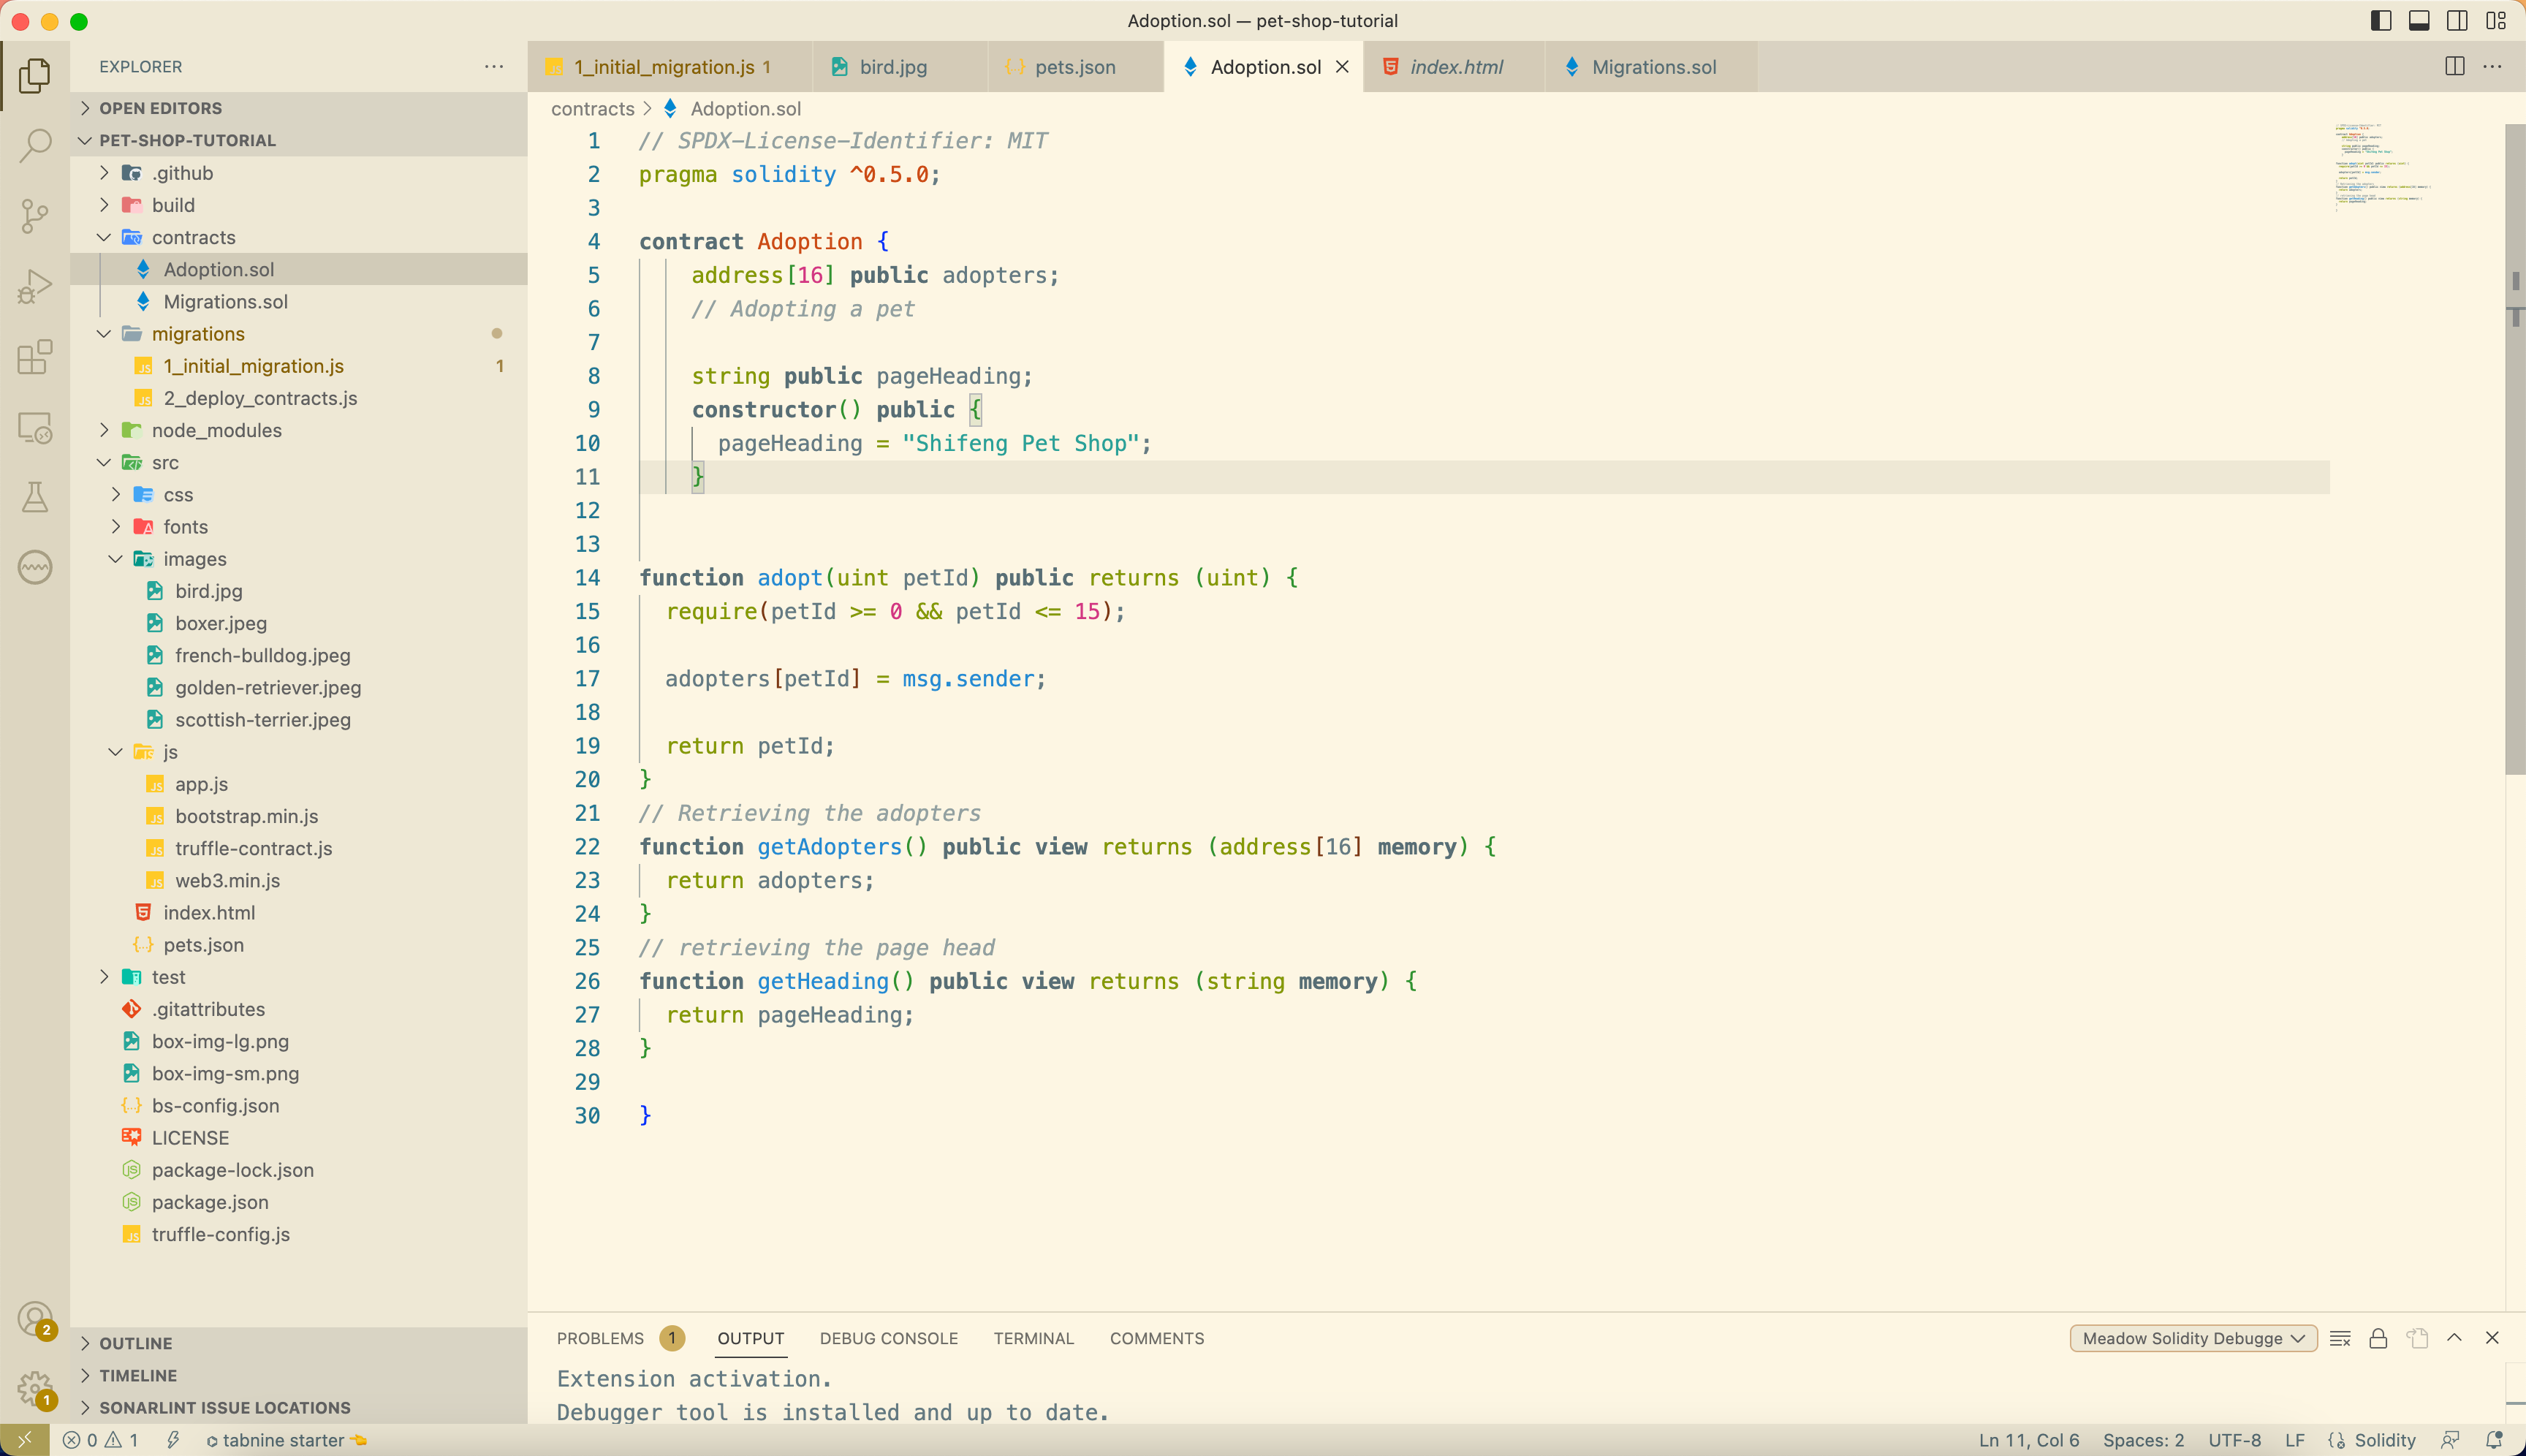 Adoption.sol — pet-shop-tutorial
EXPLORER
OPEN EDITORS
PET-SHOP-TUTORIAL
.github
build
contracts
Adoption.sol
Migrations.sol
migrations
1_initial_migration.js 1
2_deploy_contracts.js
node_modules
src
css
fonts
images
bird.jpg
boxer.jpeg
french-bulldog.jpeg
golden-retriever.jpeg
scottish-terrier.jpeg
js
app.js
bootstrap.min.js
truffle-contract.js
web3.min.js
index.html
pets.json
test
.gitattributes
box-img-lg.png
box-img-sm.png
bs-config.json
LICENSE
package-lock.json
package.json
truffle-config.js
OUTLINE
TIMELINE
SONARLINT ISSUE LOCATIONS
2
1
1_initial_migration.js 1 bird.jpg pets.json Adoption.sol index.html Migrations.sol
contracts > Adoption.sol
1 // SPDX-License-Identifier: MIT
2 pragma solidity ^0.5.0;
3
4 contract Adoption {
5 address[16] public adopters;
6 // Adopting a pet
7
8 string public pageHeading;
9 constructor() public {
10 pageHeading = "Shifeng Pet Shop";
11 }
12
13
14 function adopt(uint petId) public returns (uint) {
15 require(petId >= 0 && petId <= 15);
16
17 adopters[petId] = msg.sender;
18
19 return petId;
20 }
21 // Retrieving the adopters
22 function getAdopters() public view returns (address[16] memory) {
23 return adopters;
24 }
25 // retrieving the page head
26 function getHeading() public view returns (string memory) {
27 return pageHeading;
28 }
29
30 }
PROBLEMS 1 OUTPUT DEBUG CONSOLE TERMINAL COMMENTS Meadow Solidity Debugge
Extension activation.
Debugger tool is installed and up to date.
0 1 tabnine starter Ln 11, Col 6 Spaces: 2 UTF-8 LF Solidity